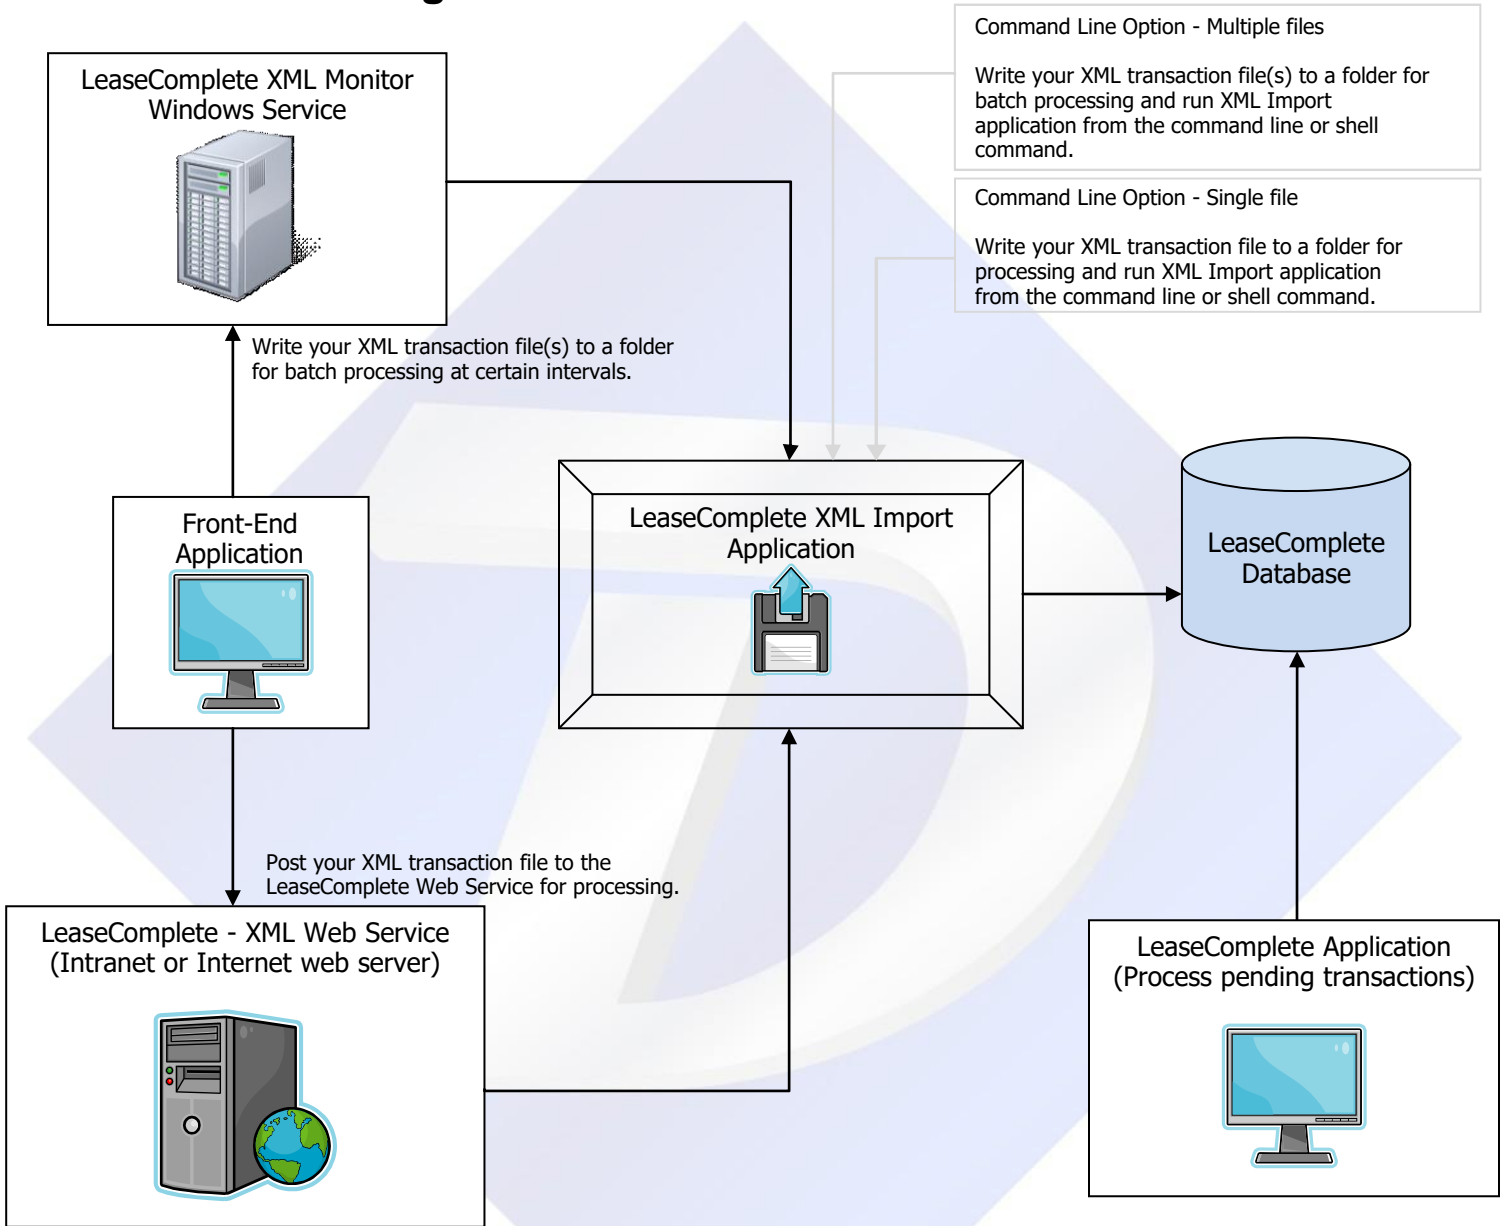 Command Line Option - Multiple files
Write your XML transaction file(s) to a folder for
batch processing and run XML Import
application from the command line or shell
command.
LeaseComplete XML Monitor
Windows Service
Command Line Option - Single file
Write your XML transaction file to a folder for
processing and run XML Import application
from the command line or shell command.
Write your XML transaction file(s) to a folder
for batch processing at certain intervals.
Front-End
Application
LeaseComplete XML Import
Application
LeaseComplete
Database
Post your XML transaction file to the
LeaseComplete Web Service for processing.
LeaseComplete - XML Web Service
(Intranet or Internet web server)
LeaseComplete Application
(Process pending transactions)